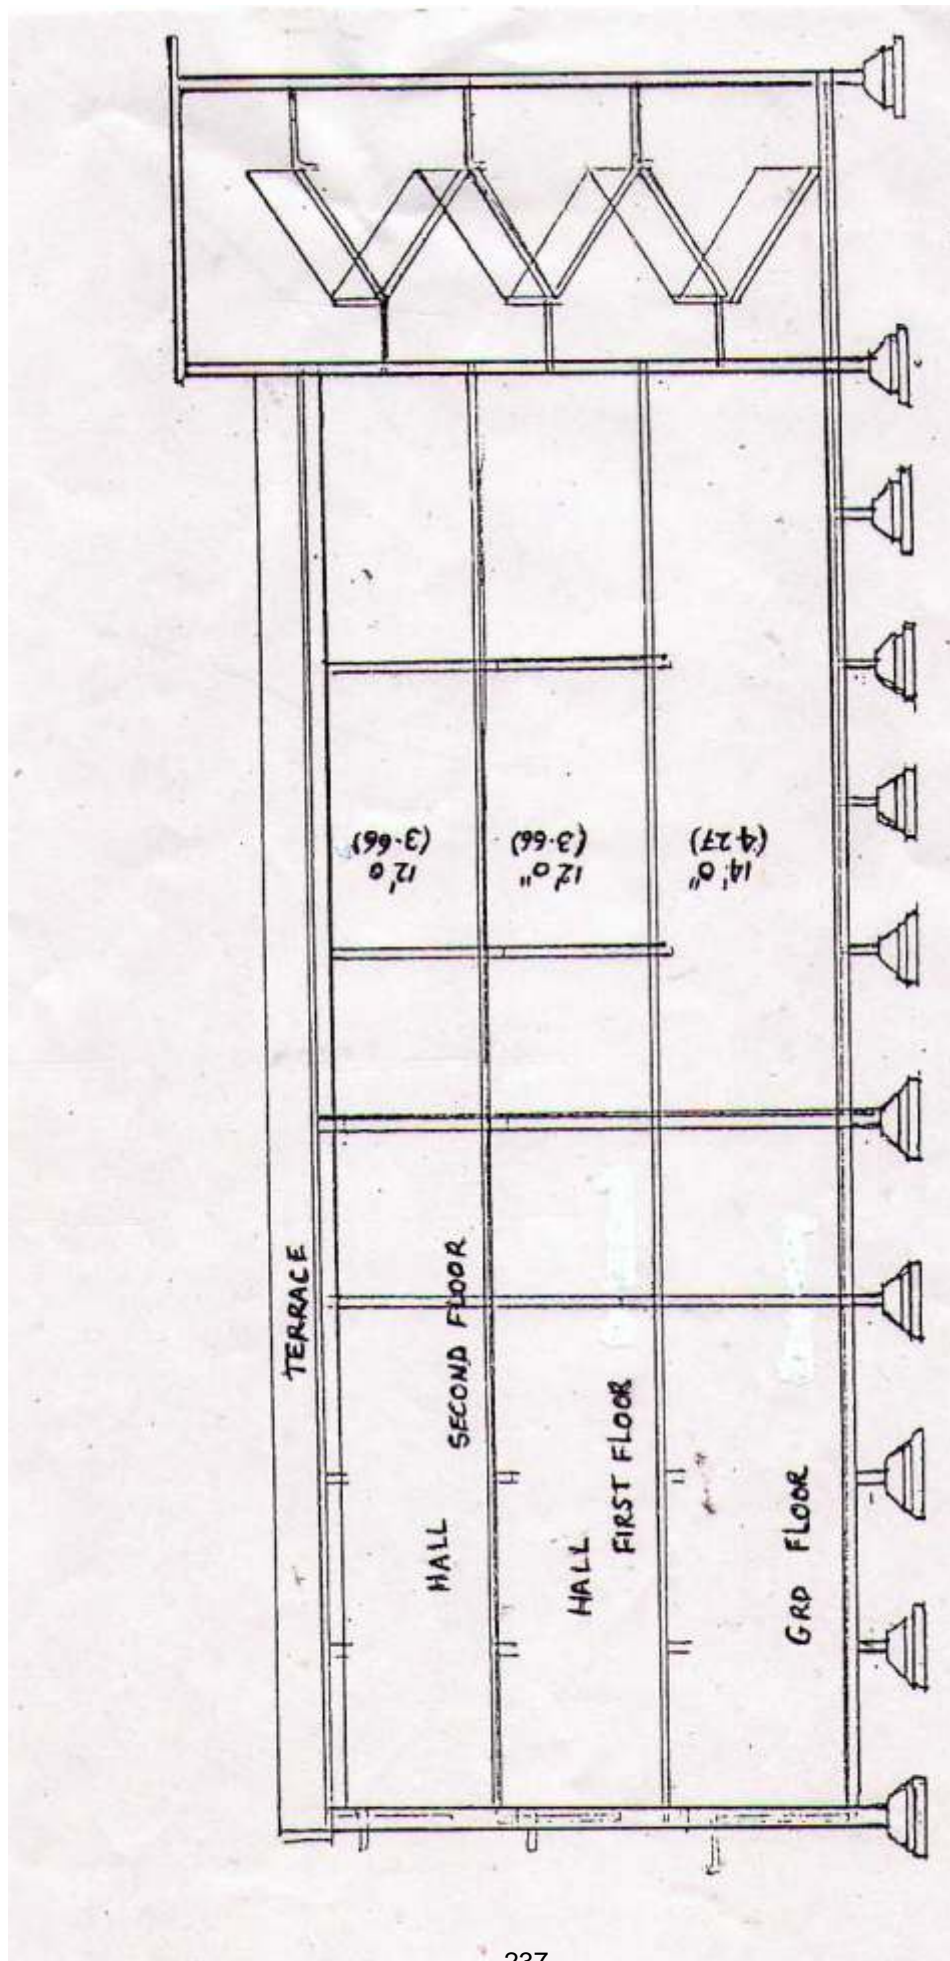 TERRACE
SECOND FLOOR
HALL
FIRST FLOOR
HALL
GRD FLOOR
12' 0
(3.66)
12' 0"
(3.66)
14' 0"
(4.27)
237